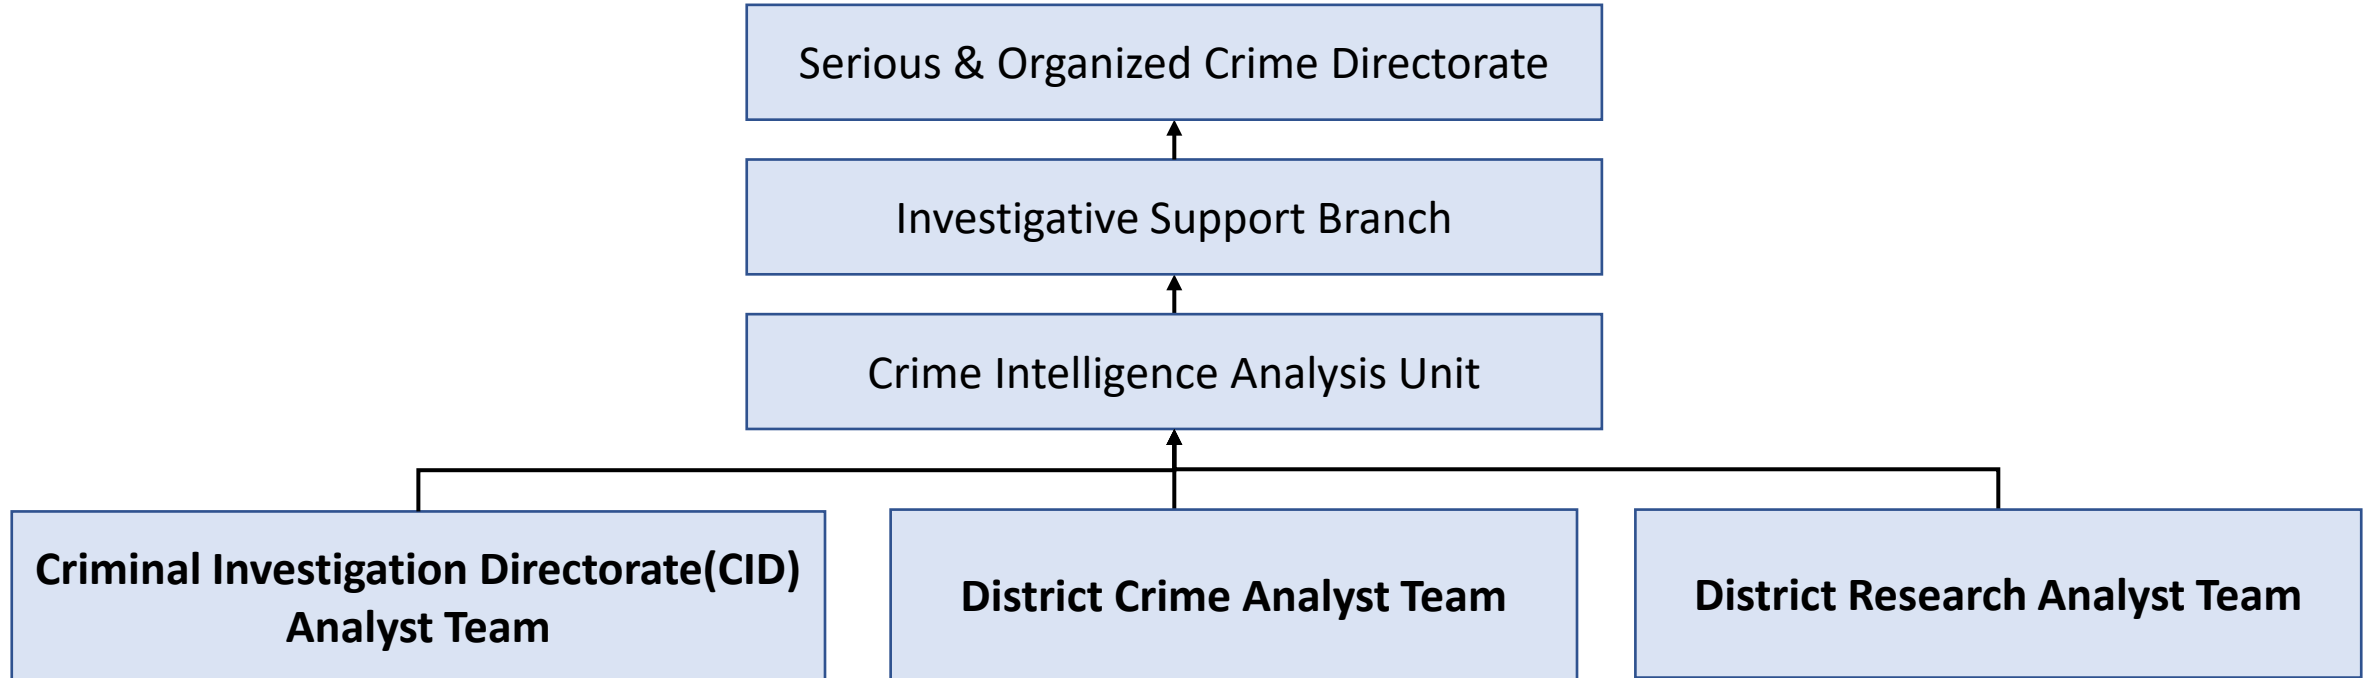 Serious & Organized Crime Directorate
Investigative Support Branch
Crime Intelligence Analysis Unit
Criminal Investigation Directorate(CID)
Analyst Team
District Crime Analyst Team
District Research Analyst Team